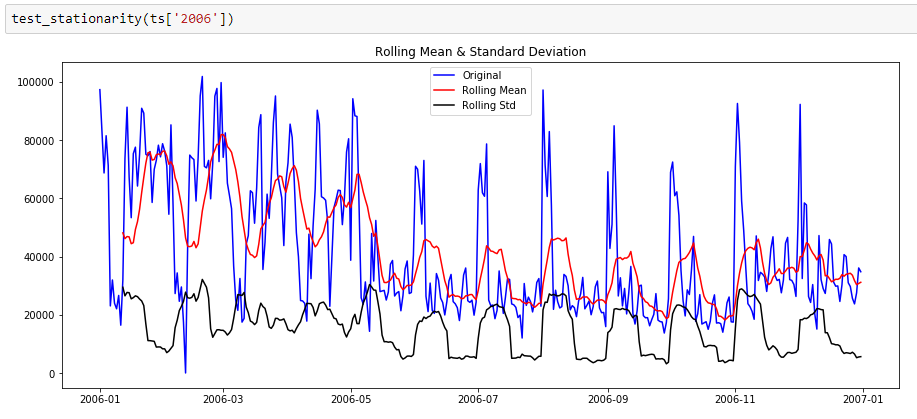 test_stationarity(ts['2006'])
Rolling Mean & Standard Deviation
Original
Rolling Mean
Rolling Std
100000
80000
60000
40000
20000
0
2006-01 2006-03 2006-05 2006-07 2006-09 2006-11 2007-01